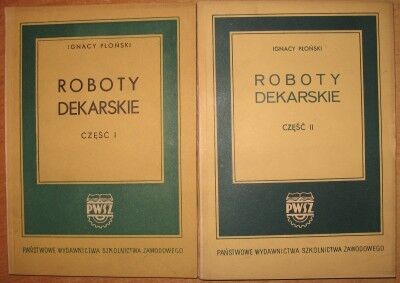 IGNACY PŁOŃSKI
ROBOTY
DEKARSKIE
CZĘŚĆ I
PWSZ
PAŃSTWOWE WYDAWNICTWA SZKOLNICTWA ZAWODOWEGO
IGNACY PŁOŃSKI
ROBOTY
DEKARSKIE
CZĘŚĆ II
PWSZ
PAŃSTWOWE WYDAWNICTWA SZKOLNICTWA ZAWODOWEGO